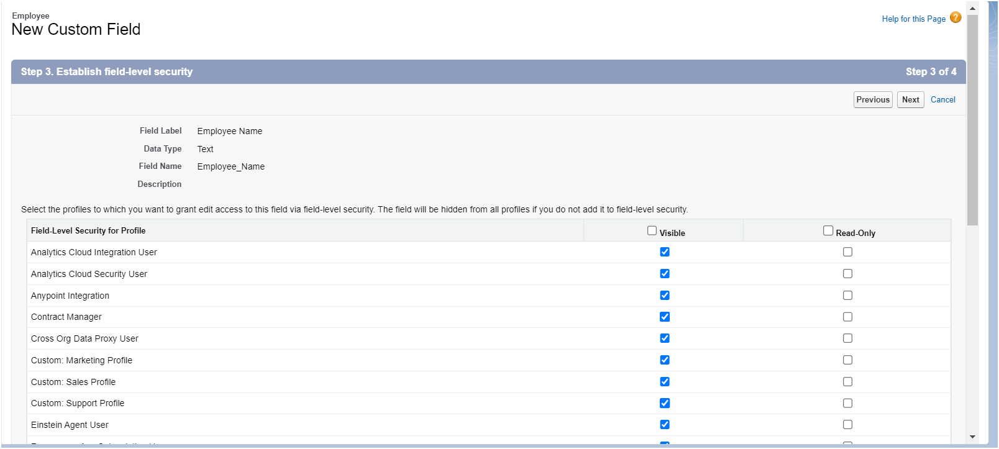 Employee
New Custom Field
Help for this Page ?
Step 3. Establish field-level security Step 3 of 4
Previous Next Cancel
Field Label Employee Name
Data Type Text
Field Name Employee_Name
Description
Select the profiles to which you want to grant edit access to this field via field-level security. The field will be hidden from all profiles if you do not add it to field-level security.
Field-Level Security for Profile Visible Read-Only
Analytics Cloud Integration User
Analytics Cloud Security User
Anypoint Integration
Contract Manager
Cross Org Data Proxy User
Custom: Marketing Profile
Custom: Sales Profile
Custom: Support Profile
Einstein Agent User